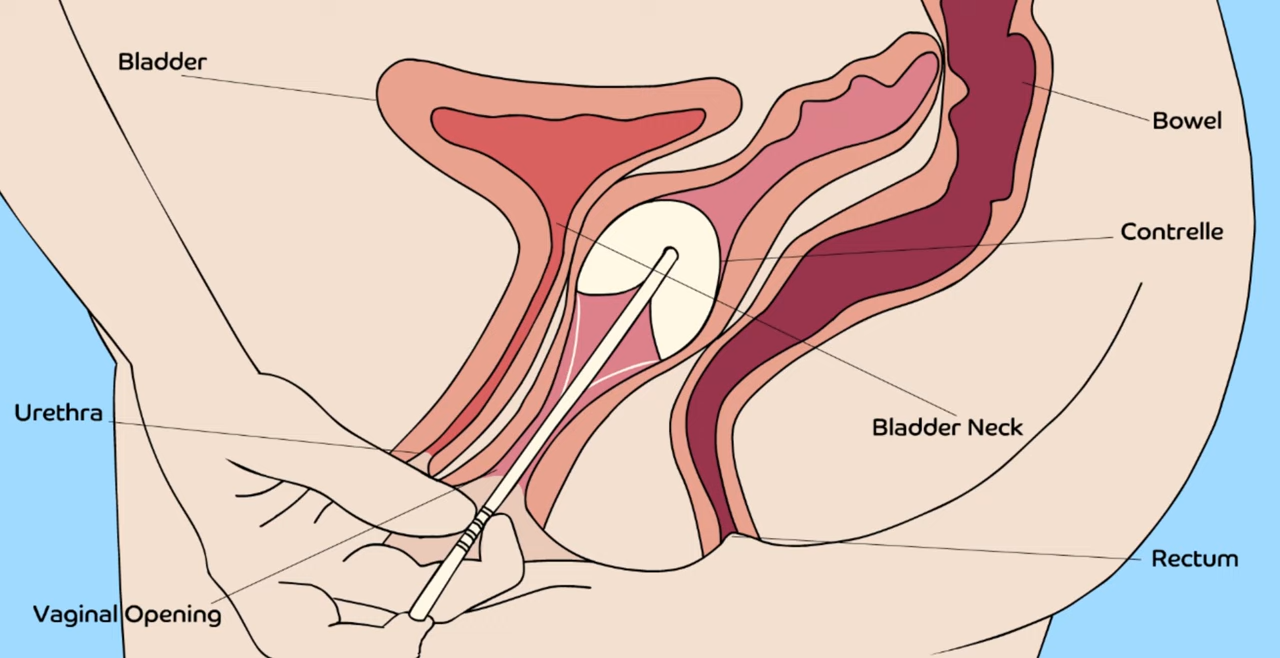 Bladder
Bowel
Contrelle
Urethra
Bladder Neck
Rectum
Vaginal Opening